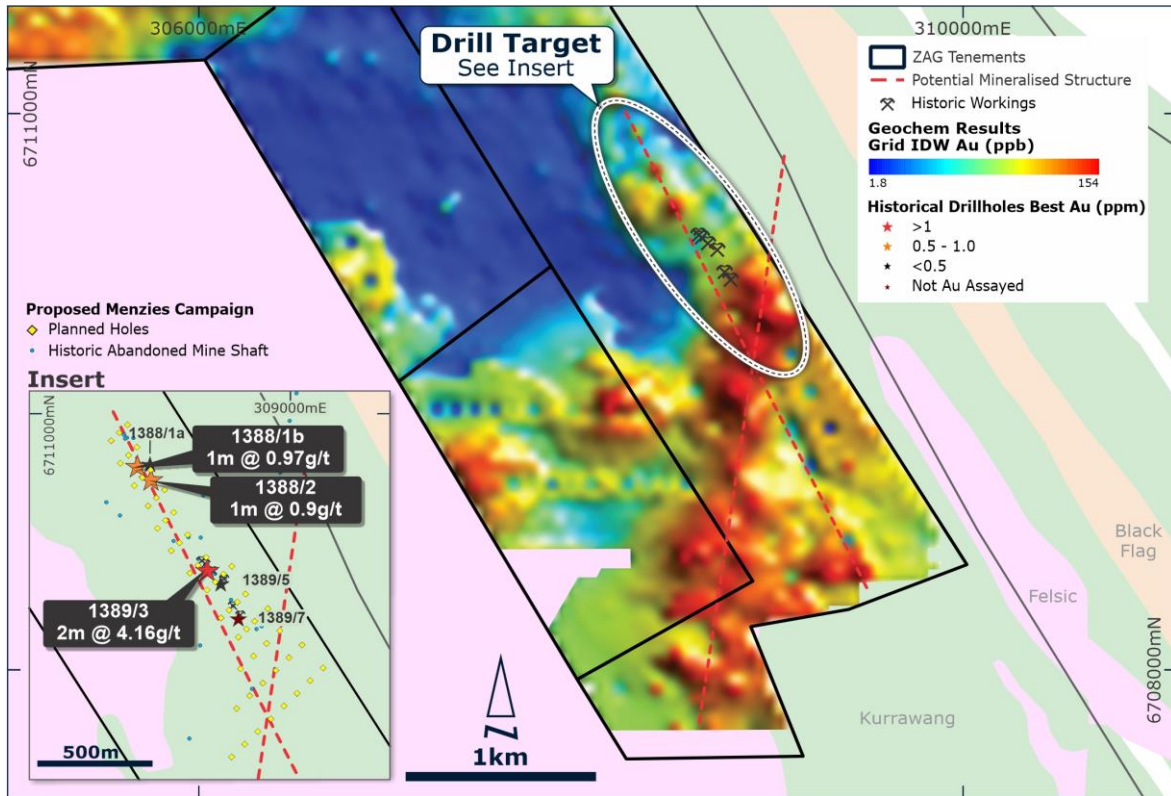 306000mE
310000mE
6711000mN
6708000mN
Drill Target
See Insert
ZAG Tenements
Potential Mineralised Structure
Historic Workings
Geochem Results
Grid IDW Au (ppb)
1.8
154
Historical Drillholes Best Au (ppm)
>1
0.5 - 1.0
<0.5
Not Au Assayed
Proposed Menzies Campaign
Planned Holes
Historic Abandoned Mine Shaft
Insert
309000mE
6711000mN
1388/1a
1388/1b
1m @ 0.97g/t
1388/2
1m @ 0.9g/t
1389/5
1389/3
2m @ 4.16g/t
1389/7
500m
Z
1km
Black
Flag
Felsic
Kurrawang